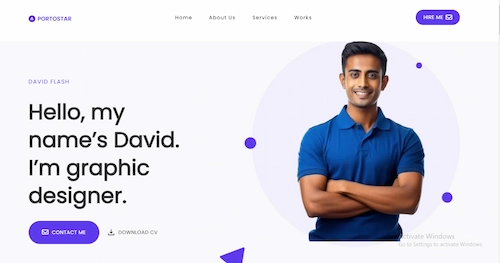 PORTOSTAR
Home About Us Services Works
HIRE ME
DAVID FLASH
Hello, my
name's David.
I'm graphic
designer.
CONTACT ME
DOWNLOAD CV
Activate Windows
Go to Settings to activate Windows.